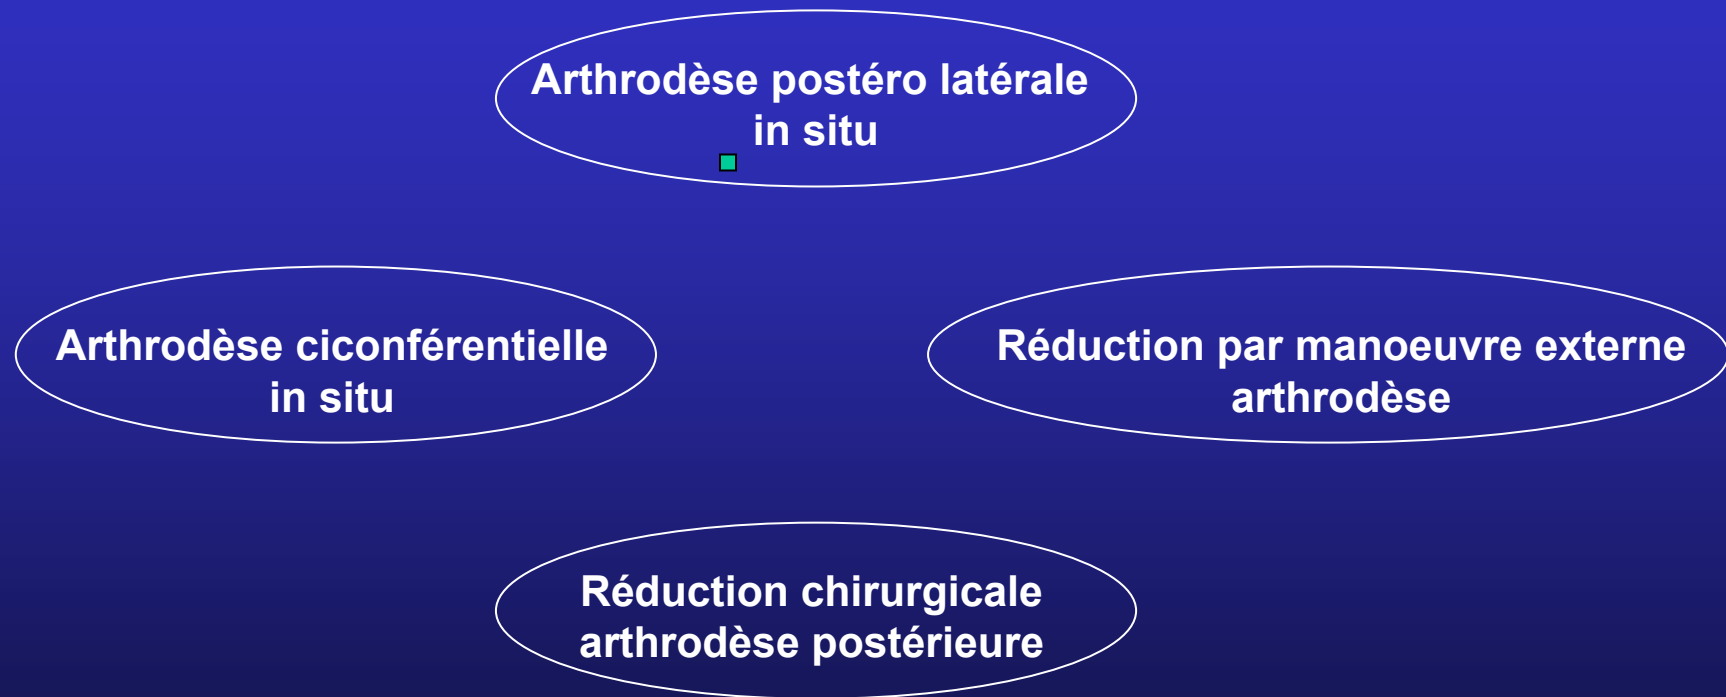 Arthrodèse postéro latérale
in situ
Arthrodèse ciconférentielle
in situ
Réduction par manoeuvre externe
arthrodèse
Réduction chirurgicale
arthrodèse postérieure